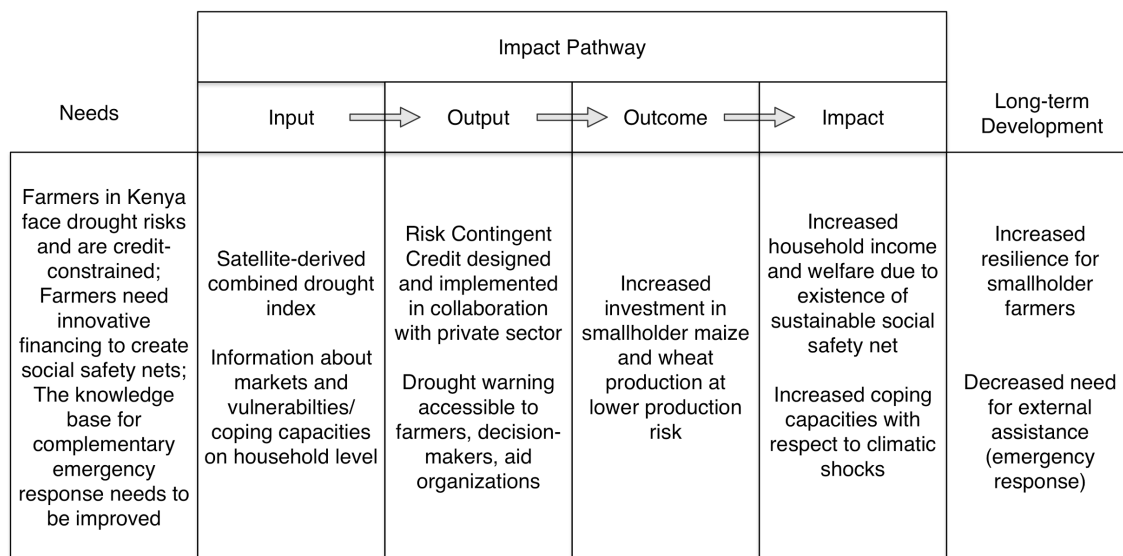 Impact Pathway
Needs
Input
Output
Outcome
Impact
Long-term
Development
Farmers in Kenya
face drought risks
and are credit-
constrained;
Farmers need
innovative
financing to create
social safety nets;
The knowledge
base for
complementary
emergency
response needs to
be improved
Satellite-derived
combined drought
index
Information about
markets and
vulnerabilties/
coping capacities
on household level
Risk Contingent
Credit designed
and implemented
in collaboration
with private sector
Drought warning
accessible to
farmers, decision-
makers, aid
organizations
Increased
investment in
smallholder maize
and wheat
production at
lower production
risk
Increased
household income
and welfare due to
existence of
sustainable social
safety net
Increased coping
capacities with
respect to climatic
shocks
Increased
resilience for
smallholder
farmers
Decreased need
for external
assistance
(emergency
response)